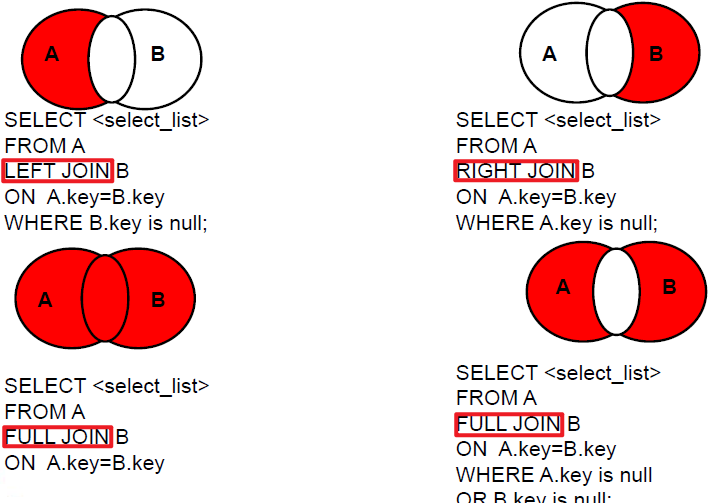 A B
SELECT <select_list>
FROM A
LEFT JOIN B
ON A.key=B.key
WHERE B.key is null;
A B
SELECT <select_list>
FROM A
RIGHT JOIN B
ON A.key=B.key
WHERE A.key is null;
A B
SELECT <select_list>
FROM A
FULL JOIN B
ON A.key=B.key
A B
SELECT <select_list>
FROM A
FULL JOIN B
ON A.key=B.key
WHERE A.key is null
OR B.key is null;